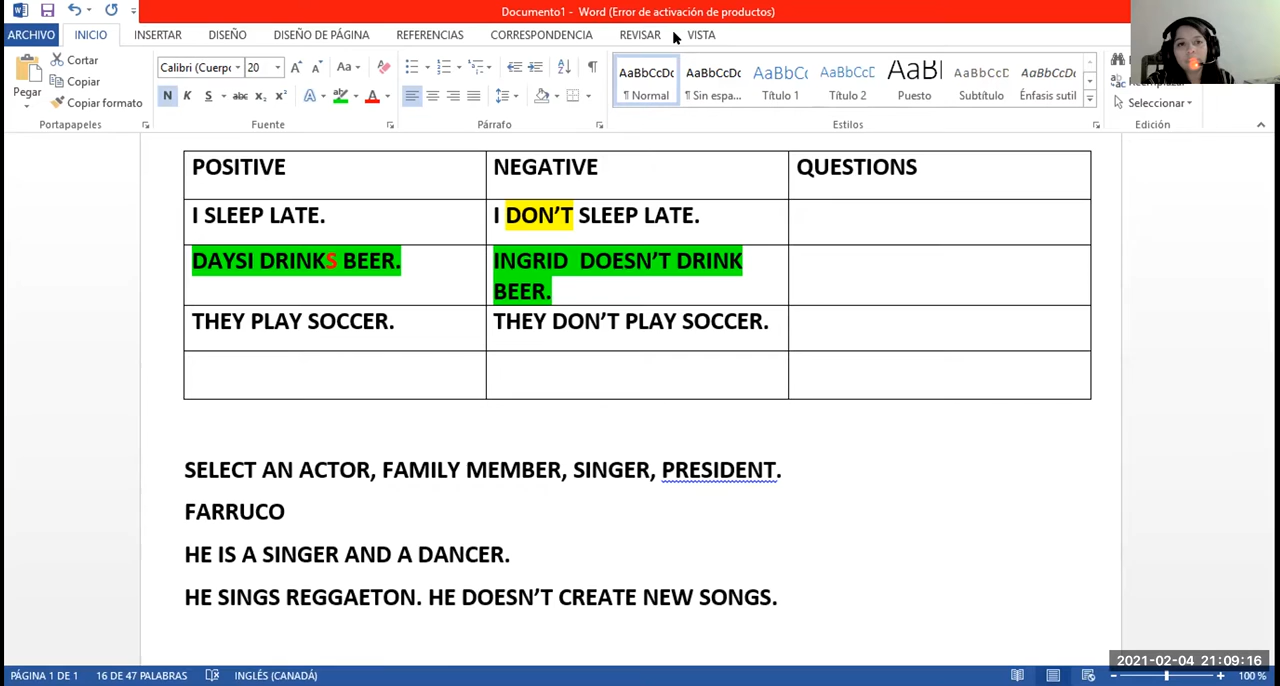 Documento1 - Word (Error de activación de productos)
ARCHIVO INICIO INSERTAR DISEÑO DISEÑO DE PÁGINA REFERENCIAS CORRESPONDENCIA REVISAR VISTA
Cortar
Copiar
Copiar formato
Pegar
Portapapeles
Calibri (Cuerpo 20
Fuente
Párrafo
AaBbCcDc AaBbCcDc AaBbCc AaBbCc AaBl AaBbCcD AaBbCcDc
¶ Normal ¶ Sin espa... Título 1 Título 2 Puesto Subtítulo Énfasis sutil
Estilos
Seleccionar
Edición
POSITIVE NEGATIVE QUESTIONS
I SLEEP LATE. I DON'T SLEEP LATE.
DAYSI DRINKS BEER. INGRID DOESN'T DRINK
BEER.
THEY PLAY SOCCER. THEY DON'T PLAY SOCCER.
SELECT AN ACTOR, FAMILY MEMBER, SINGER, PRESIDENT.
FARRUCO
HE IS A SINGER AND A DANCER.
HE SINGS REGGAETON. HE DOESN'T CREATE NEW SONGS.
2021-02-04 21:09:16
PÁGINA 1 DE 1 16 DE 47 PALABRAS INGLÉS (CANADÁ) 100 %